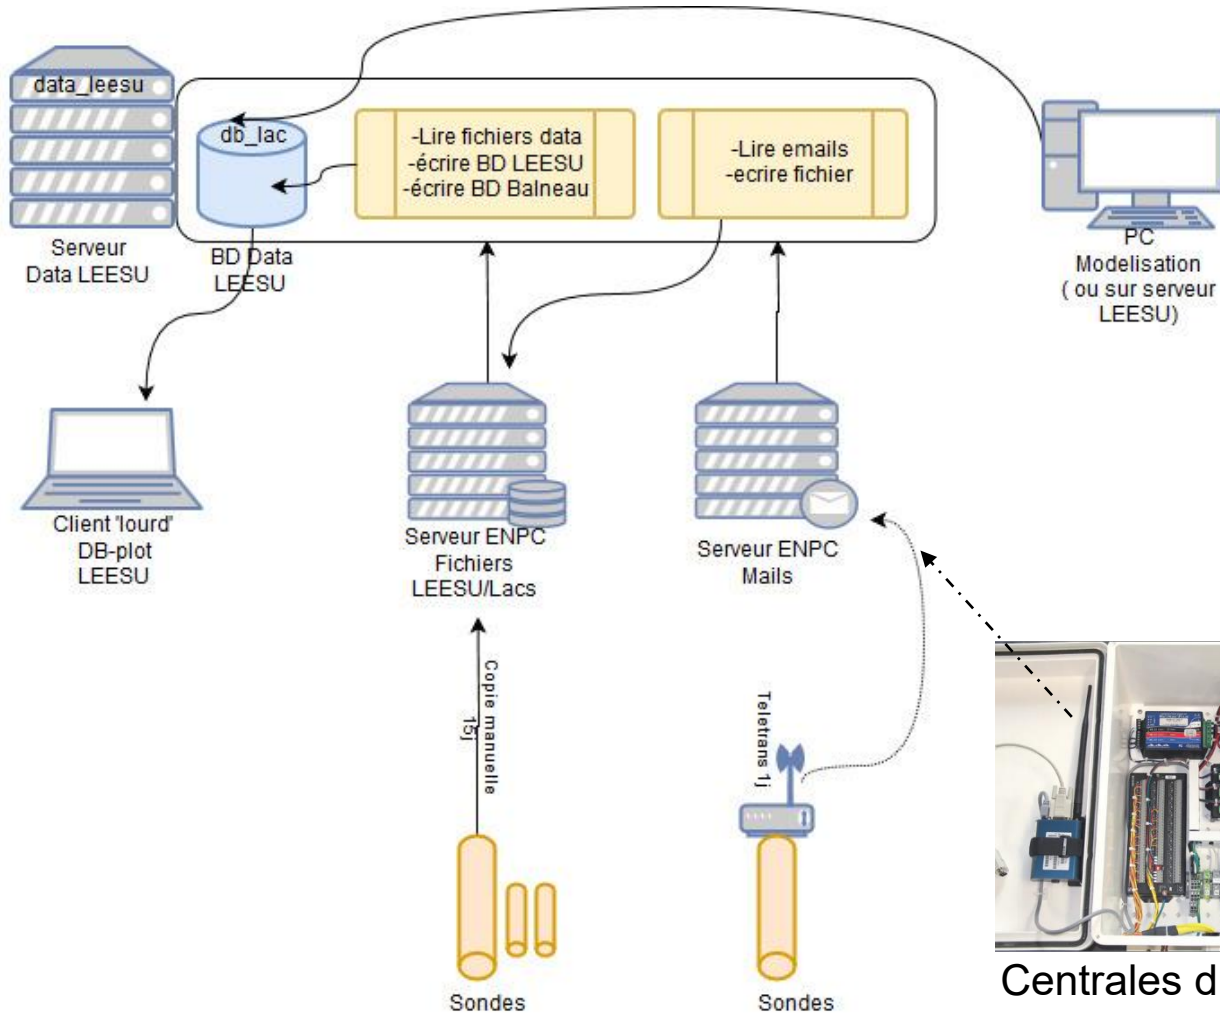 data_leesu
db_lac
-Lire fichiers data
-écrire BD LEESU
-écrire BD Balneau
-Lire emails
-ecrire fichier
Serveur
Data LEESU
BD Data
LEESU
PC
Modelisation
( ou sur serveur
LEESU)
Client 'lourd'
DB-plot
LEESU
Serveur ENPC
Fichiers
LEESU/Lacs
Serveur ENPC
Mails
Copie manuelle
15j
Teletrans 1j
Sondes
Sondes
Centrales d